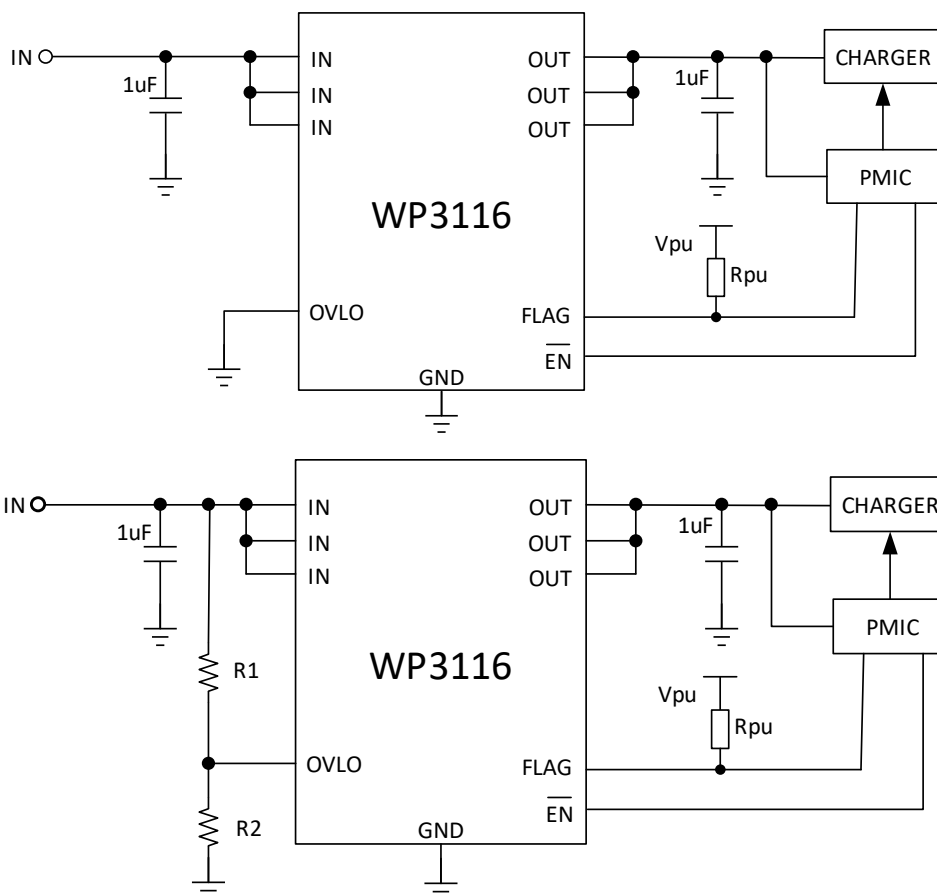 IN IN OUT CHARGER
1uF 1uF
IN OUT
IN OUT
PMIC
WP3116
Vpu
Rpu
OVLO FLAG
EN
GND
IN IN OUT CHARGER
1uF 1uF
IN OUT
IN OUT
PMIC
R1 WP3116
Vpu
Rpu
OVLO FLAG
EN
R2 GND